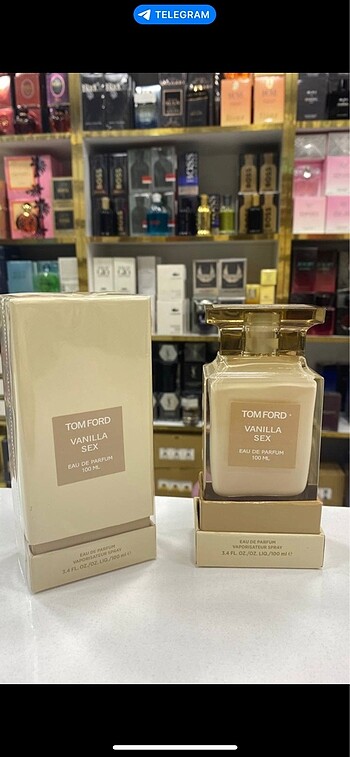 TELEGRAM
BOSS
TOM FORD
VANILLA
SEX
EAU DE PARFUM
100 ML
EAU DE PARFUM
VAPORISATEUR SPRAY
3.4 FL. OZ./OZ. LIQ./100 ml ℮
TOM FORD
VANILLA
SEX
EAU DE PARFUM
100 ML
EAU DE PARFUM
VAPORISATEUR SPRAY
3.4 FL. OZ./OZ. LIQ./100 ml ℮